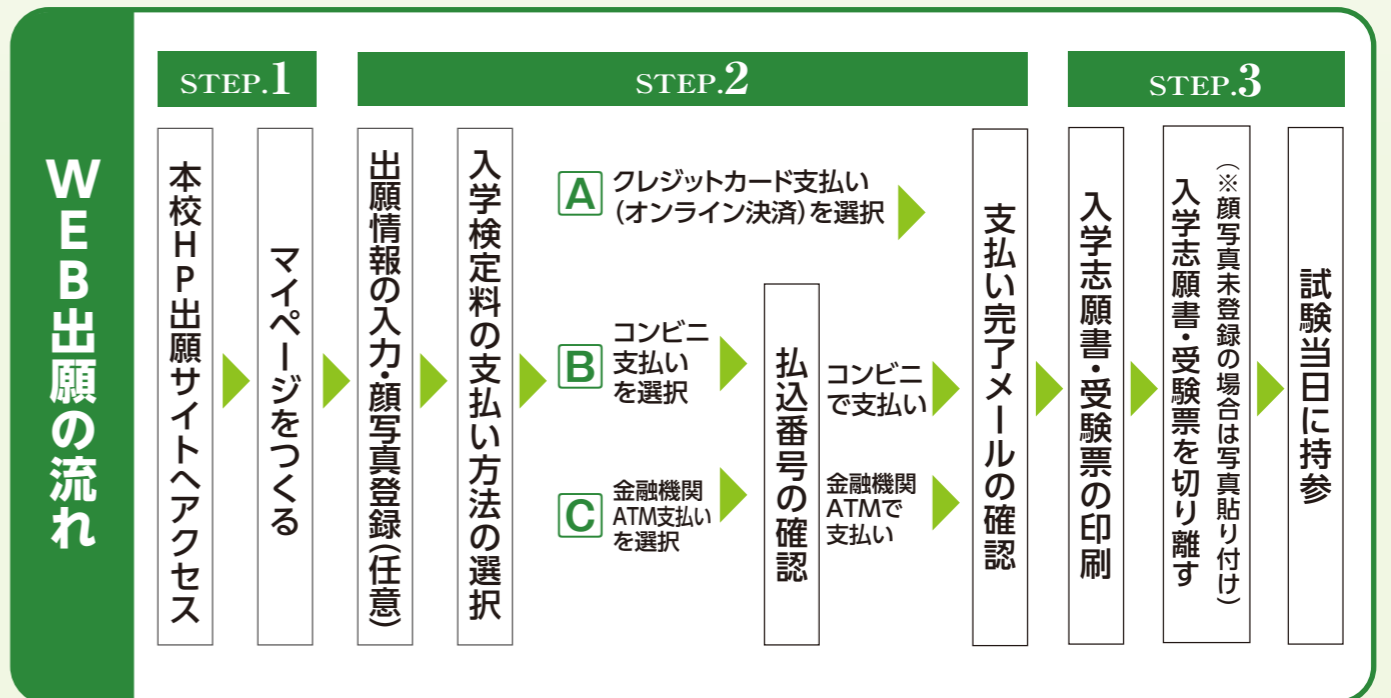 WEB出願の流れ
STEP.1
本校HP出願サイトへアクセス
マイページをつくる
STEP.2
出願情報の入力・顔写真登録(任意)
入学検定料の支払い方法の選択
A
クレジットカード支払い
(オンライン決済)を選択
B
コンビニ
支払い
を選択
C
金融機関
ATM支払い
を選択
払込番号の確認
コンビニ
で支払い
金融機関
ATMで
支払い
支払い完了メールの確認
STEP.3
入学志願書・受験票の印刷
(※顔写真未登録の場合は写真貼り付け)
入学志願書・受験票を切り離す
試験当日に持参